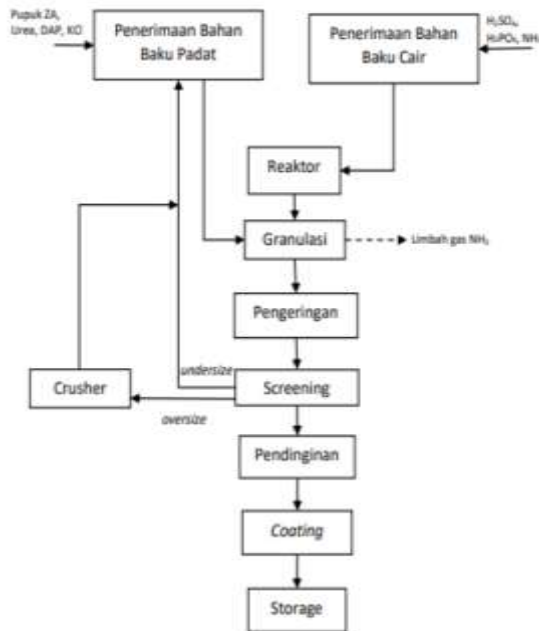 Pupuk ZA,
Urea, DAP, KCl
Penerimaan Bahan
Baku Padat
Penerimaan Bahan
Baku Cair
H₂SO₄,
H₃PO₄, NH₃
Reaktor
Granulasi
Limbah gas NH₃
Pengeringan
undersize
Crusher
Screening
oversize
Pendinginan
Coating
Storage